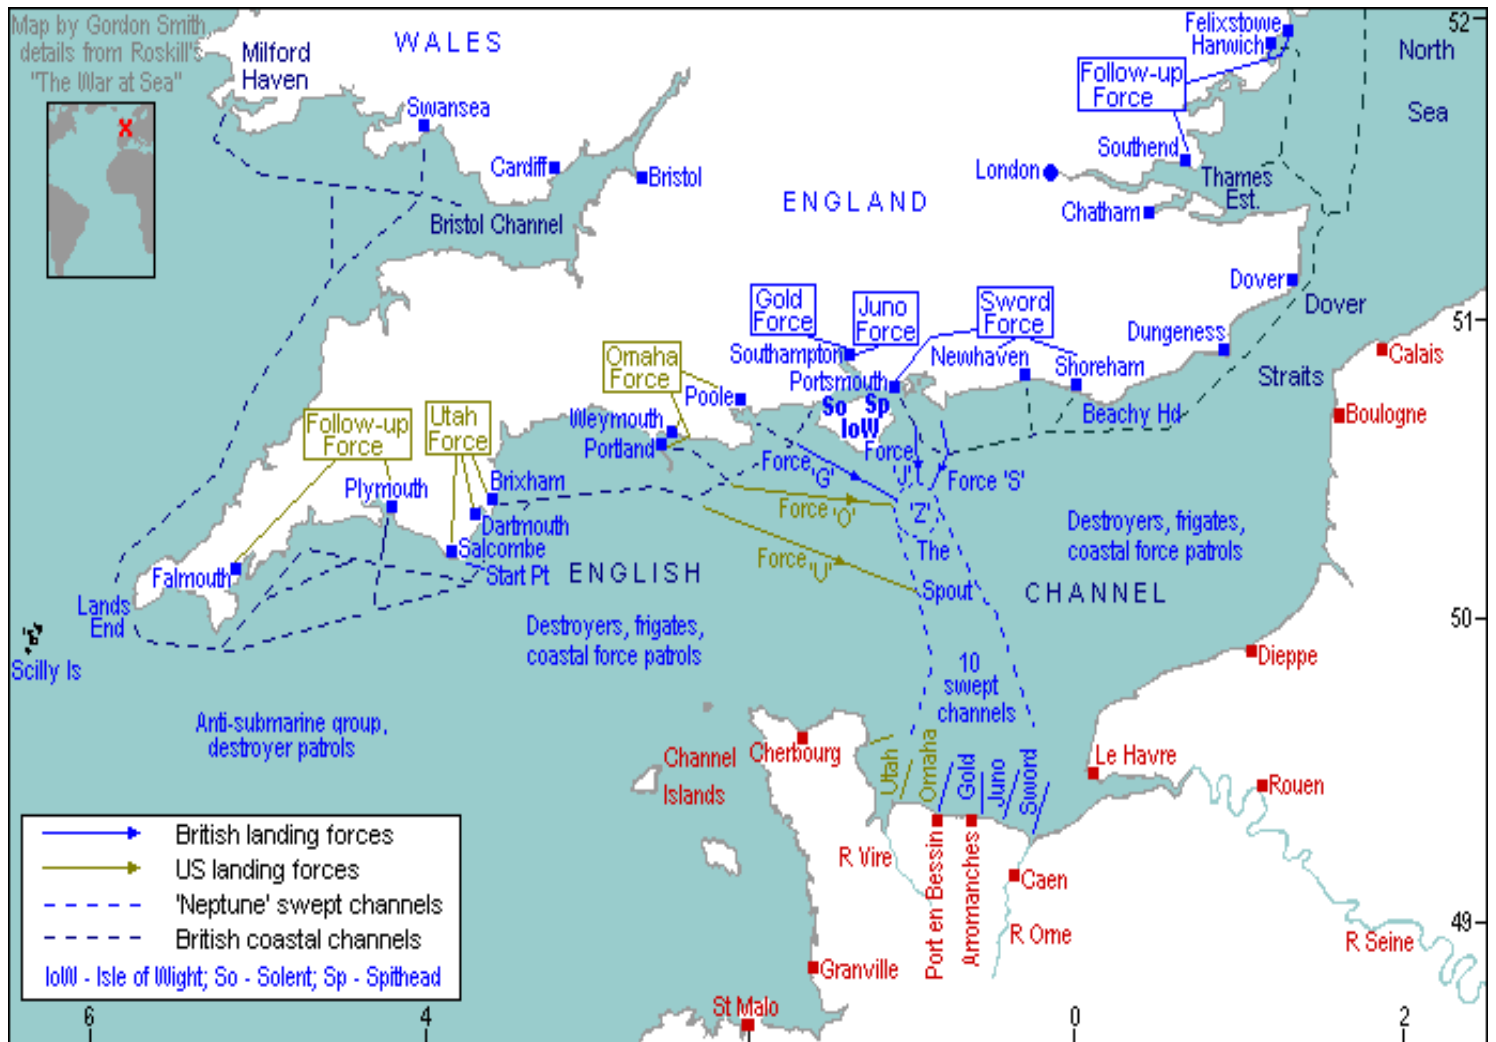 Map by Gordon Smith,
details from Roskill's
"The War at Sea"
WALES
Milford
Haven
Swansea
Cardiff
Bristol
Bristol Channel
ENGLAND
Felixstowe
Harwich
Follow-up
Force
Southend
London
Thames
Est.
Chatham
North
Sea
52
Dover
Dover
Straits
51
Gold
Force
Juno
Force
Sword
Force
Dungeness
Southampton
Newhaven
Shoreham
Portsmouth
Beachy Hd
Calais
Boulogne
Omaha
Force
Poole
Weymouth
Portland
So
Sp
IoW
Follow-up
Force
Utah
Force
Plymouth
Brixham
Dartmouth
Salcombe
Start Pt
Falmouth
Lands
End
Scilly Is
Force 'G'
Force 'J'
Force 'S'
Force 'O'
Force 'U'
'Z'
The
Spout
ENGLISH
CHANNEL
Destroyers, frigates,
coastal force patrols
Destroyers, frigates,
coastal force patrols
50
Anti-submarine group,
destroyer patrols
10
swept
channels
Dieppe
Channel
Islands
Cherbourg
Utah
Omaha
Gold
Juno
Sword
Le Havre
Rouen
R Vire
Port en Bessin
Arromanches
Caen
R Orne
R Seine
49
Granville
St Malo
British landing forces
US landing forces
'Neptune' swept channels
British coastal channels
IoW - Isle of Wight; So - Solent; Sp - Spithead
6
4
0
2